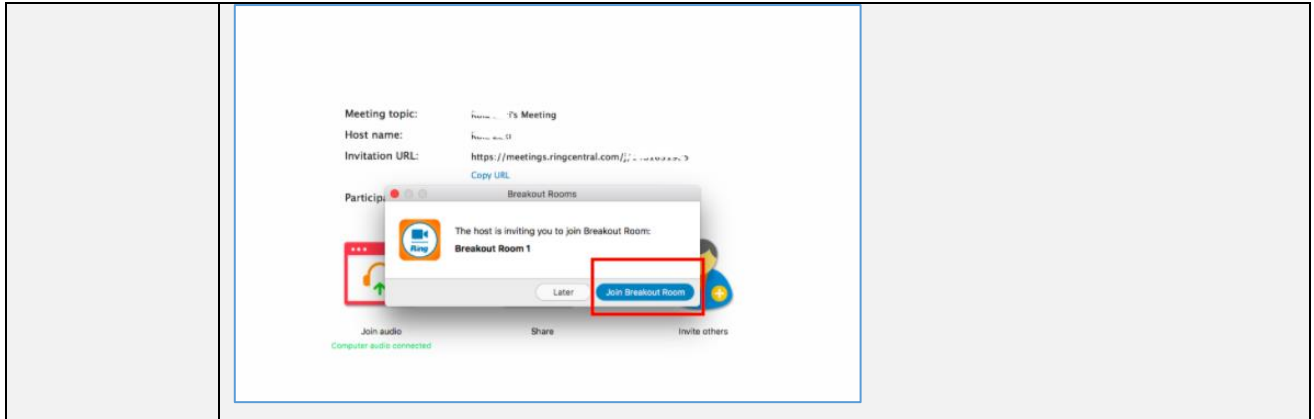 Meeting topic: 's Meeting
Host name:
Invitation URL: https://meetings.ringcentral.com/
Copy URL
Breakout Rooms
The host is inviting you to join Breakout Room:
Ring Breakout Room 1
Later Join Breakout Room
Join audio Share Invite others
Computer audio connected